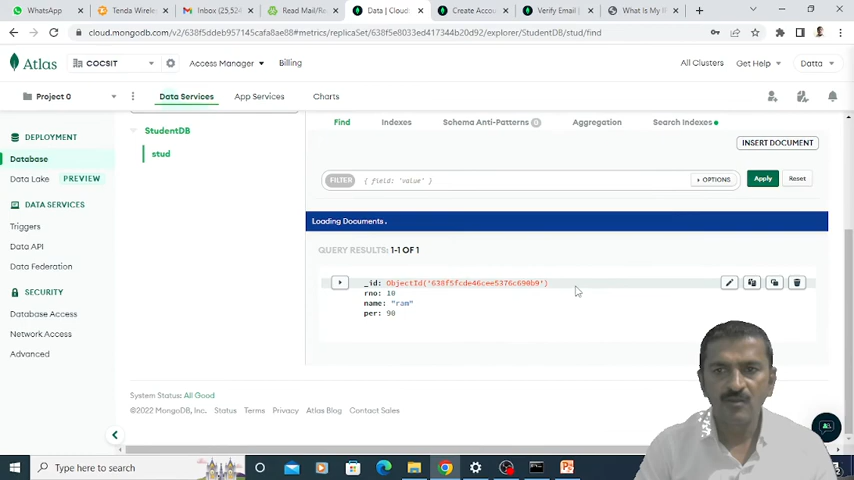 WhatsApp
Tenda Wirele
Inbox (25,524
Read Mail/Re
Data | Cloud:
Create Accou
Verify Email |
What Is My I
cloud.mongodb.com/v2/638f5ddeb957145cafa8ae88#metrics/replicaSet/638f5e8033d4117344b20d92/explorer/StudentDB/stud/find
Atlas
COCSIT
Access Manager
Billing
All Clusters
Get Help
Datta
Project 0
Data Services
App Services
Charts
DEPLOYMENT
Database
Data Lake
PREVIEW
DATA SERVICES
Triggers
Data API
Data Federation
SECURITY
Database Access
Network Access
Advanced
StudentDB
stud
Find
Indexes
Schema Anti-Patterns 0
Aggregation
Search Indexes
INSERT DOCUMENT
FILTER
{ field: 'value' }
OPTIONS
Apply
Reset
Loading Documents .
QUERY RESULTS: 1-1 OF 1
_id: ObjectId('638f5fcde46cee5376c690b9')
rno: 10
name: "ram"
per: 90
System Status: All Good
©2022 MongoDB, Inc.
Status
Terms
Privacy
Atlas Blog
Contact Sales
Type here to search